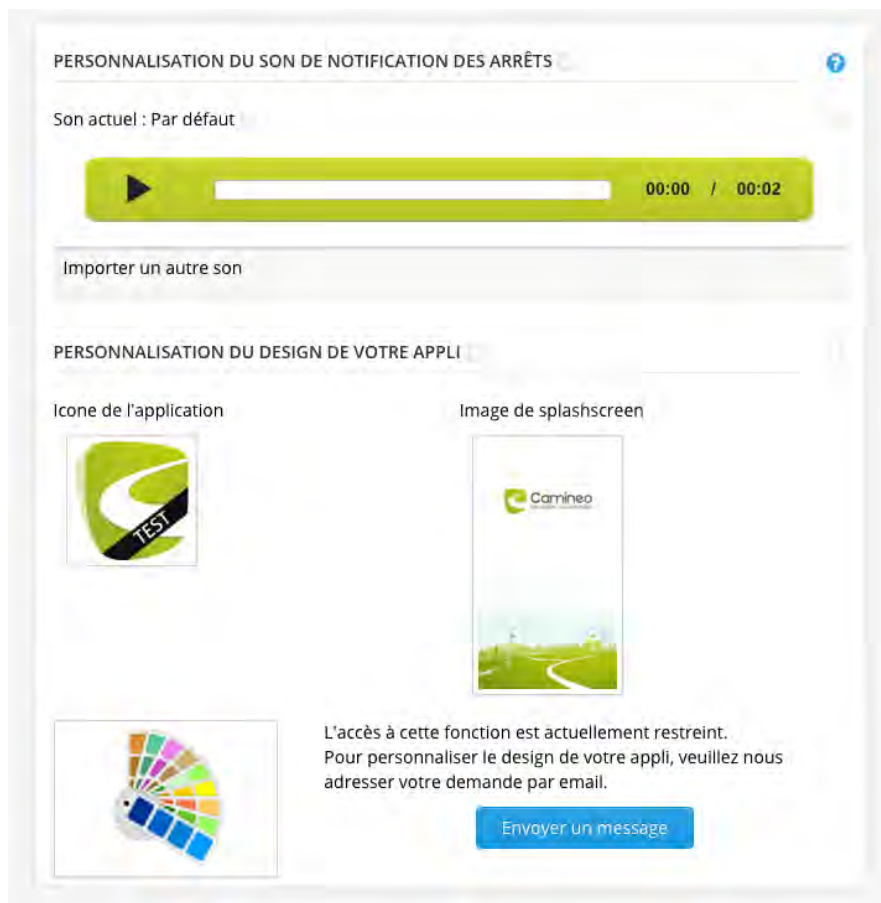 PERSONNALISATION DU SON DE NOTIFICATION DES ARRÊTS
?
Son actuel : Par défaut
00:00 / 00:02
Importer un autre son
PERSONNALISATION DU DESIGN DE VOTRE APPLI
Icone de l'application
Image de splashscreen
TEST
Camineo
L'accès à cette fonction est actuellement restreint.
Pour personnaliser le design de votre appli, veuillez nous
adresser votre demande par email.
Envoyer un message